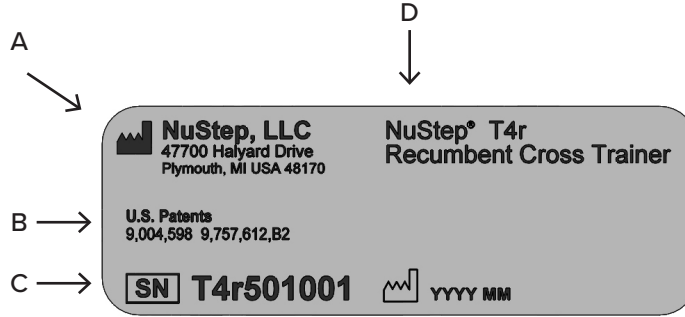 A
D
NuStep, LLC
47700 Halyard Drive
Plymouth, MI USA 48170
NuStep® T4r
Recumbent Cross Trainer
B
U.S. Patents
9,004,598 9,757,612,B2
C
SN T4r501001 YYYY MM